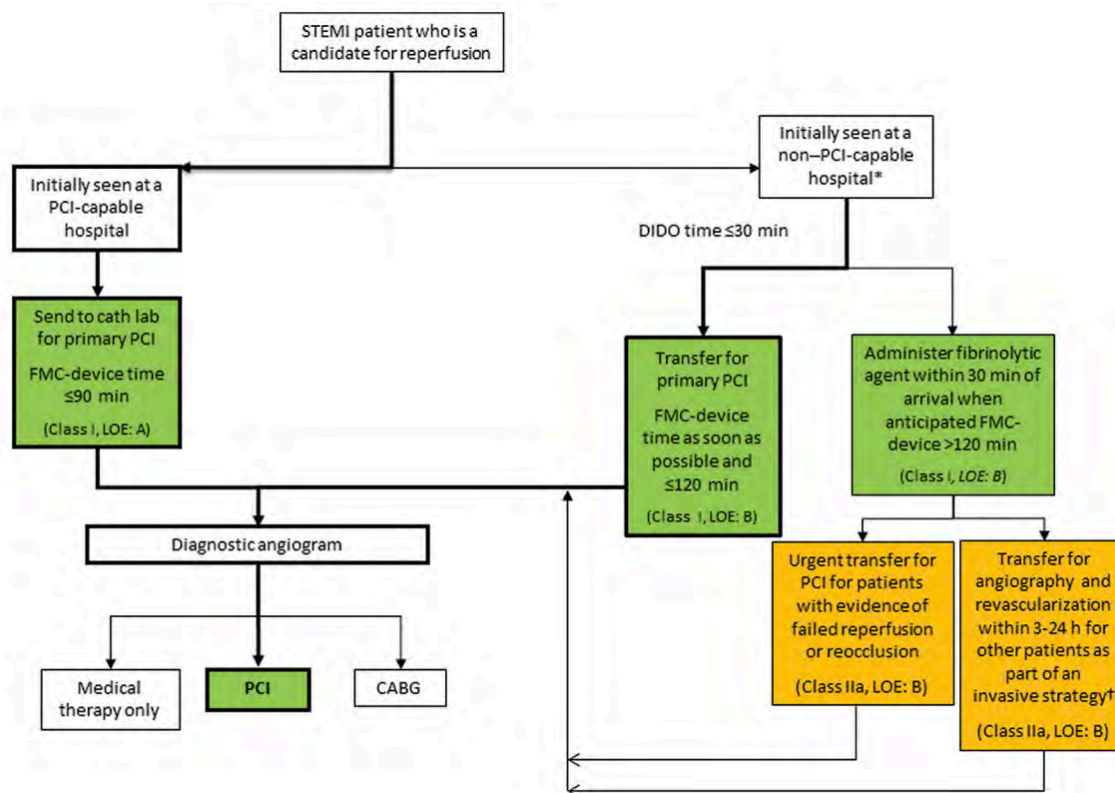 STEMI patient who is a
candidate for reperfusion
Initially seen at a
non–PCI-capable
hospital*
Initially seen at a
PCI-capable
hospital
DIDO time ≤30 min
Send to cath lab
for primary PCI
FMC-device time
≤90 min
(Class I, LOE: A)
Transfer for
primary PCI
FMC-device
time as soon as
possible and
≤120 min
(Class I, LOE: B)
Administer fibrinolytic
agent within 30 min of
arrival when
anticipated FMC-
device >120 min
(Class I, LOE: B)
Diagnostic angiogram
Urgent transfer for
PCI for patients
with evidence of
failed reperfusion
or reocclusion
(Class IIa, LOE: B)
Transfer for
angiography and
revascularization
within 3-24 h for
other patients as
part of an
invasive strategy†
(Class IIa, LOE: B)
Medical
therapy only
PCI
CABG